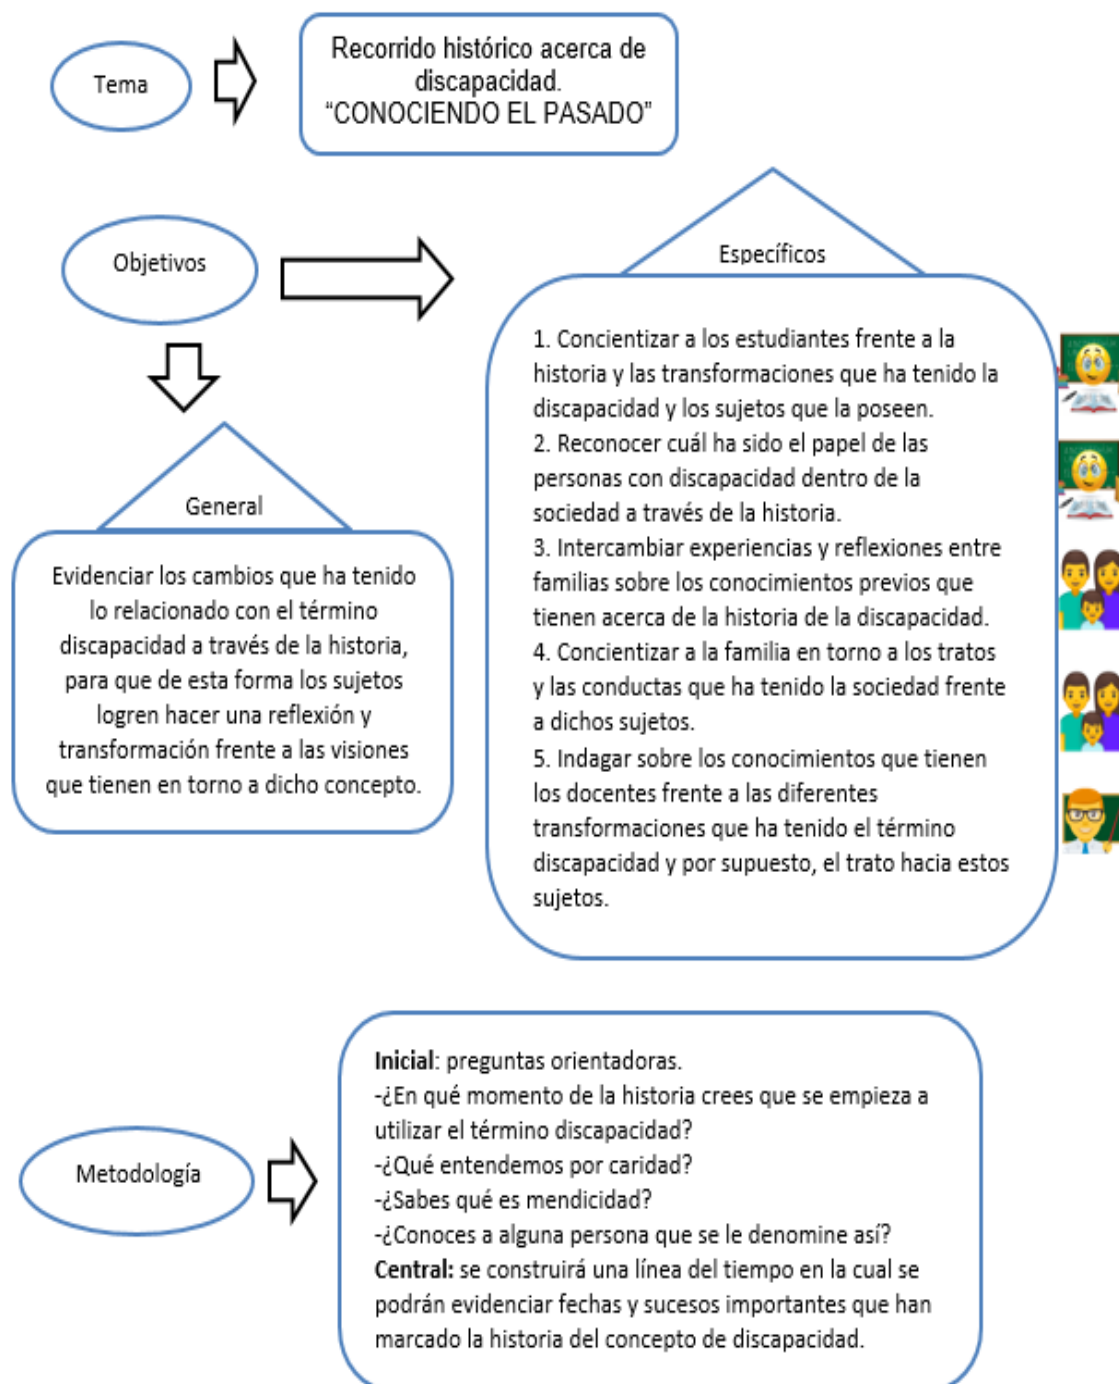 Tema
Recorrido histórico acerca de
discapacidad.
“CONOCIENDO EL PASADO”
Objetivos
Específicos
1. Concientizar a los estudiantes frente a la
historia y las transformaciones que ha tenido la
discapacidad y los sujetos que la poseen.
2. Reconocer cuál ha sido el papel de las
personas con discapacidad dentro de la
sociedad a través de la historia.
3. Intercambiar experiencias y reflexiones entre
familias sobre los conocimientos previos que
tienen acerca de la historia de la discapacidad.
4. Concientizar a la familia en torno a los tratos
y las conductas que ha tenido la sociedad frente
a dichos sujetos.
5. Indagar sobre los conocimientos que tienen
los docentes frente a las diferentes
transformaciones que ha tenido el término
discapacidad y por supuesto, el trato hacia estos
sujetos.
General
Evidenciar los cambios que ha tenido
lo relacionado con el término
discapacidad a través de la historia,
para que de esta forma los sujetos
logren hacer una reflexión y
transformación frente a las visiones
que tienen en torno a dicho concepto.
Metodología
Inicial: preguntas orientadoras.
-¿En qué momento de la historia crees que se empieza a
utilizar el término discapacidad?
-¿Qué entendemos por caridad?
-¿Sabes qué es mendicidad?
-¿Conoces a alguna persona que se le denomine así?
Central: se construirá una línea del tiempo en la cual se
podrán evidenciar fechas y sucesos importantes que han
marcado la historia del concepto de discapacidad.